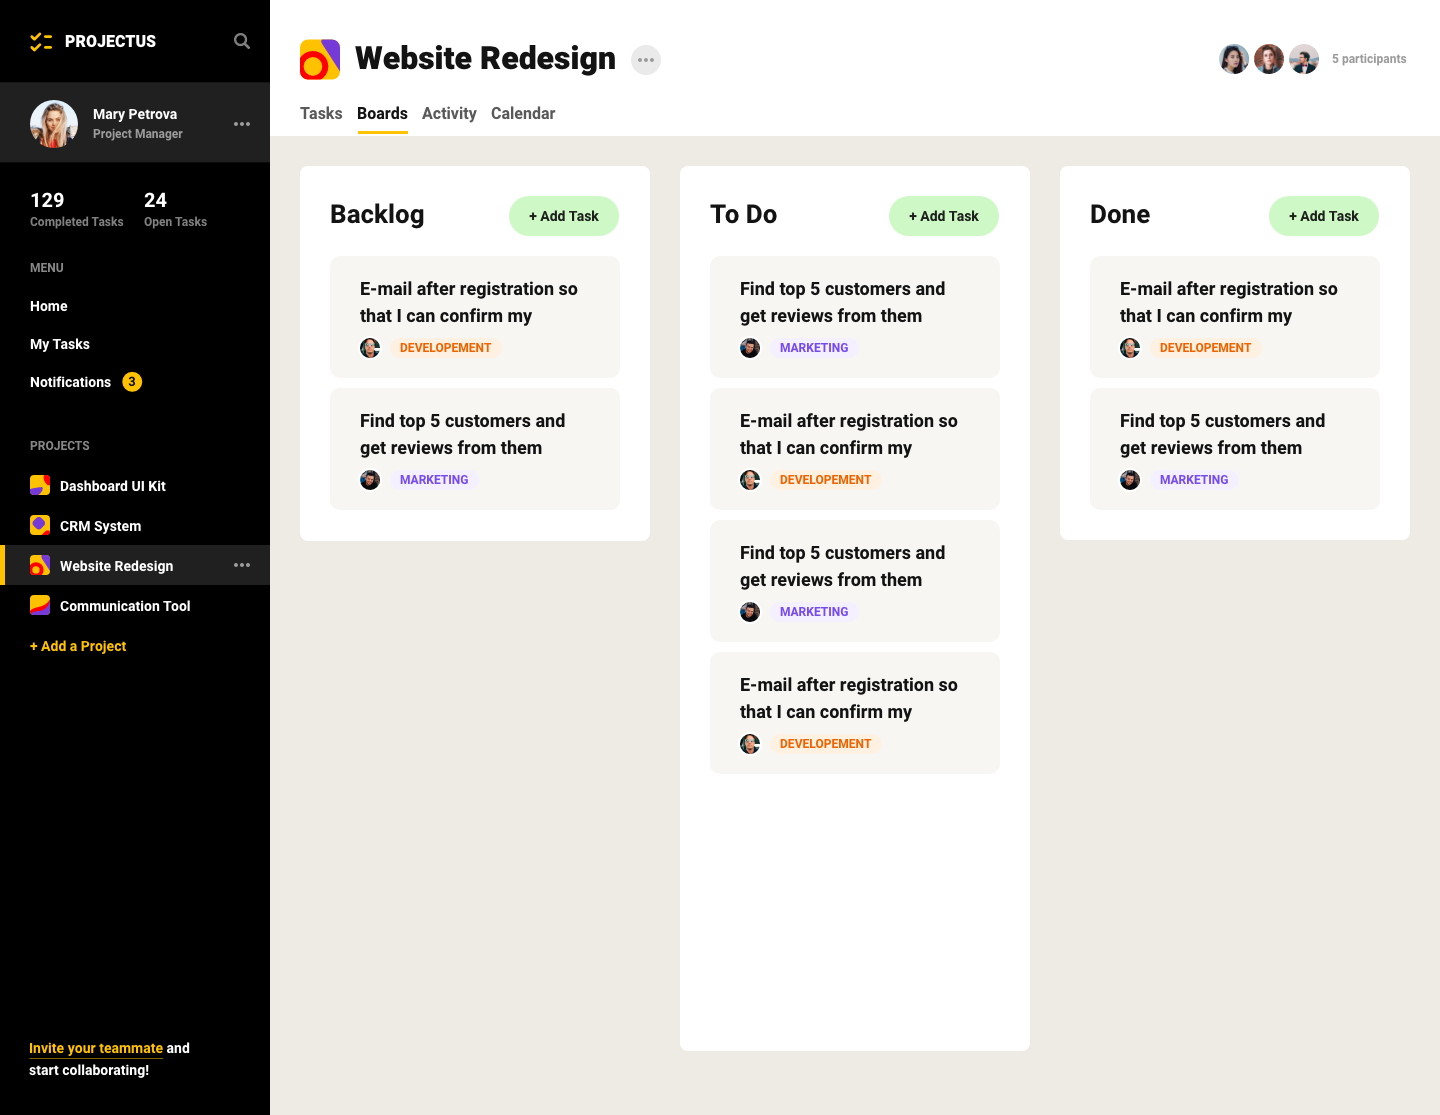 PROJECTUS
Mary Petrova
Project Manager
129
Completed Tasks
24
Open Tasks
MENU
Home
My Tasks
Notifications 3
PROJECTS
Dashboard UI Kit
CRM System
Website Redesign
Communication Tool
+ Add a Project
Invite your teammate and
start collaborating!
Website Redesign
5 participants
Tasks Boards Activity Calendar
Backlog
+ Add Task
E-mail after registration so
that I can confirm my
DEVELOPEMENT
Find top 5 customers and
get reviews from them
MARKETING
To Do
+ Add Task
Find top 5 customers and
get reviews from them
MARKETING
E-mail after registration so
that I can confirm my
DEVELOPEMENT
Find top 5 customers and
get reviews from them
MARKETING
E-mail after registration so
that I can confirm my
DEVELOPEMENT
Done
+ Add Task
E-mail after registration so
that I can confirm my
DEVELOPEMENT
Find top 5 customers and
get reviews from them
MARKETING